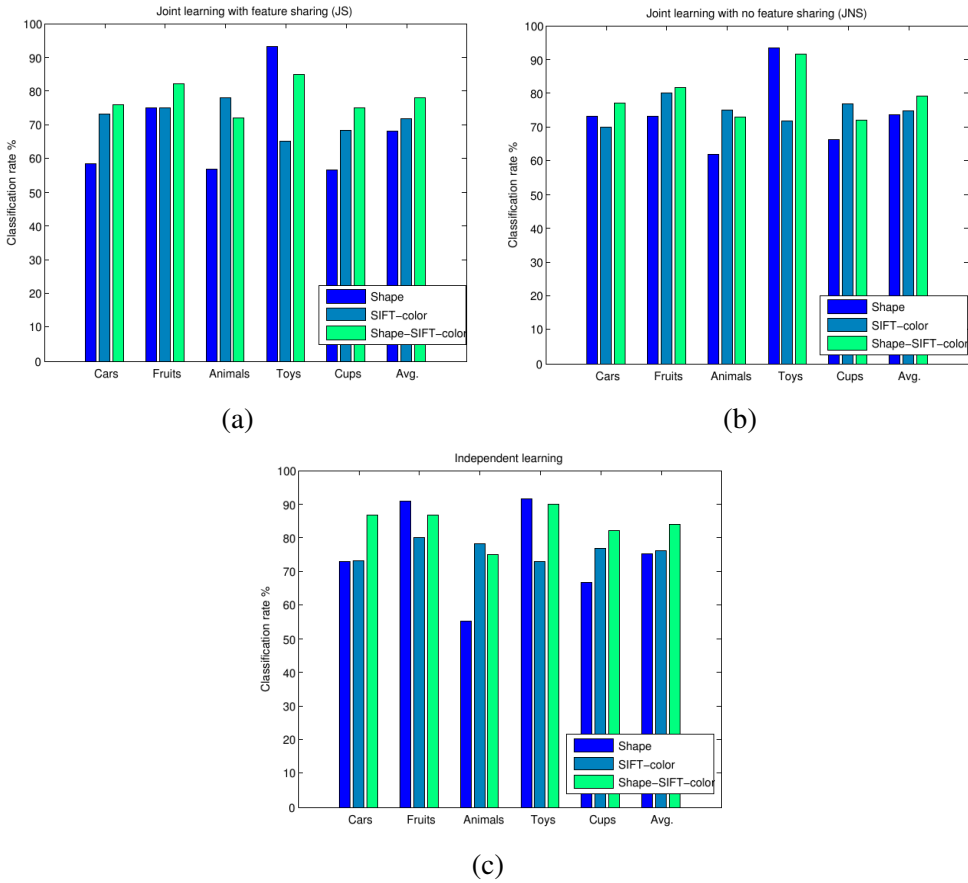 Joint learning with feature sharing (JS)
Classification rate %
100
90
80
70
60
50
40
30
20
10
0
Cars Fruits Animals Toys Cups Avg.
Shape
SIFT−color
Shape−SIFT−color
(a)
Joint learning with no feature sharing (JNS)
Classification rate %
100
90
80
70
60
50
40
30
20
10
0
Cars Fruits Animals Toys Cups Avg.
Shape
SIFT−color
Shape−SIFT−color
(b)
Independent learning
Classification rate %
100
90
80
70
60
50
40
30
20
10
0
Cars Fruits Animals Toys Cups Avg.
Shape
SIFT−color
Shape−SIFT−color
(c)